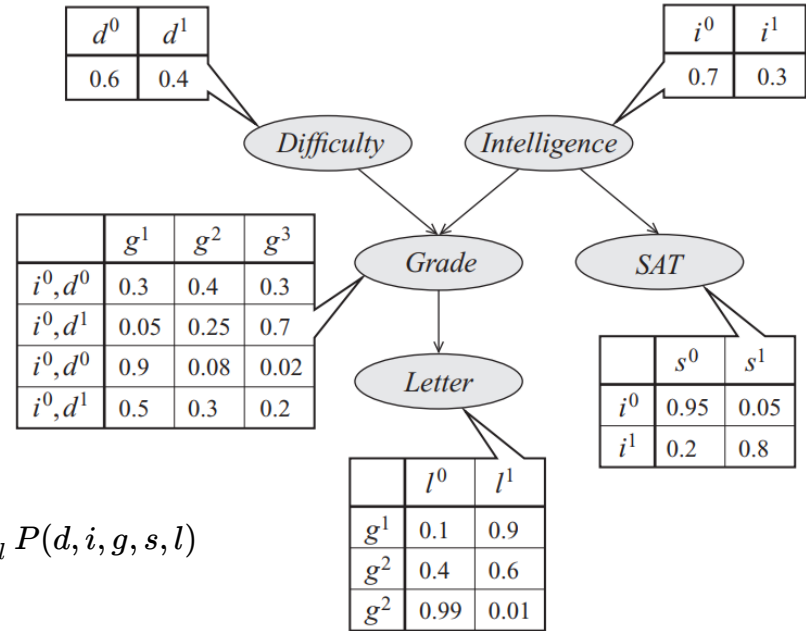 d⁰ d¹
0.6 0.4
i⁰ i¹
0.7 0.3
Difficulty
Intelligence
g¹ g² g³
i⁰,d⁰ 0.3 0.4 0.3
i⁰,d¹ 0.05 0.25 0.7
i⁰,d⁰ 0.9 0.08 0.02
i⁰,d¹ 0.5 0.3 0.2
Grade
SAT
s⁰ s¹
i⁰ 0.95 0.05
i¹ 0.2 0.8
Letter
l⁰ l¹
g¹ 0.1 0.9
g² 0.4 0.6
g² 0.99 0.01
l P(d, i, g, s, l)